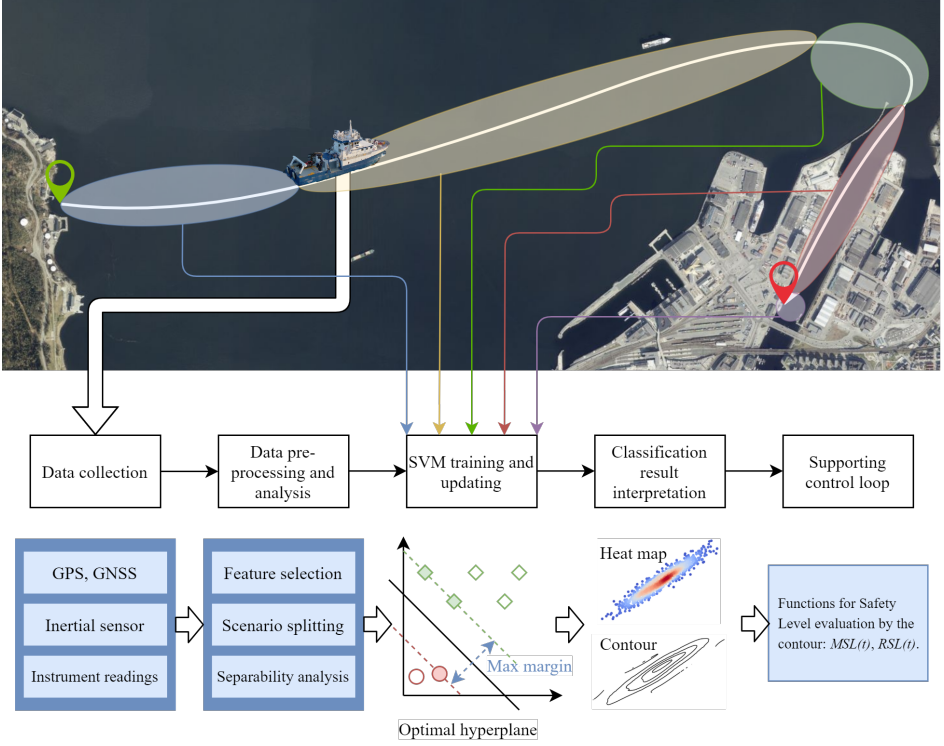 Data collection
Data pre-
processing and
analysis
SVM training and
updating
Classification
result
interpretation
Supporting
control loop
GPS, GNSS
Inertial sensor
Instrument readings
Feature selection
Scenario splitting
Separability analysis
Max margin
Optimal hyperplane
Heat map
Contour
Functions for Safety
Level evaluation by the
contour: MSL(t), RSL(t).